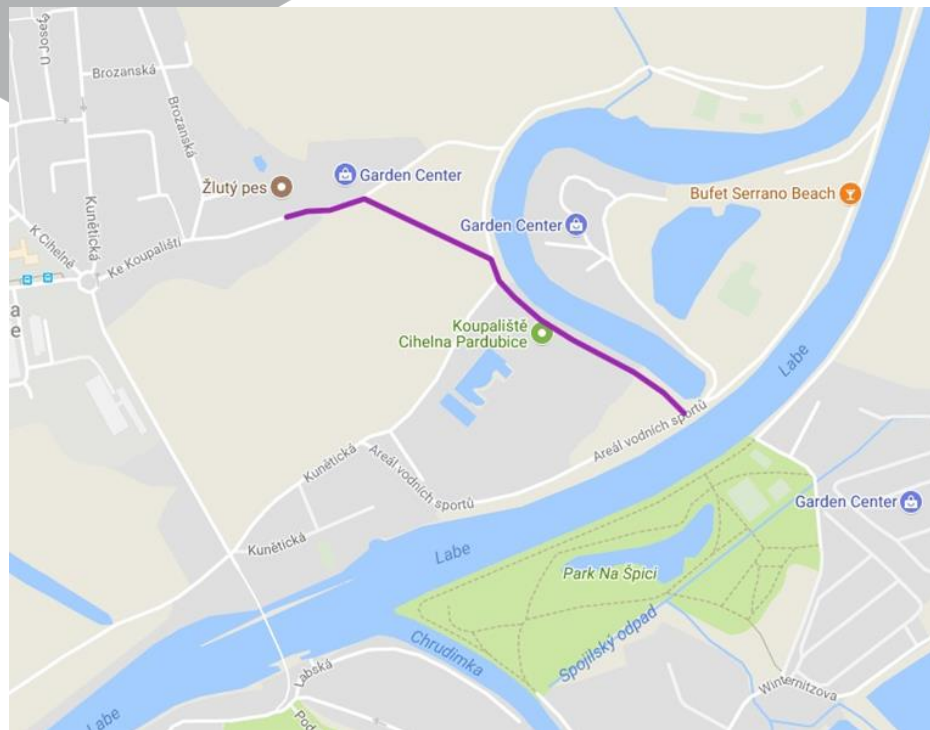 U Josefa
Brozanská
Brozanská
Žlutý pes
Garden Center
Garden Center
Bufet Serrano Beach
Kunětická
K Cihelně
Ke Koupališti
a
e
Koupaliště
Cihelna Pardubice
Labe
Areál vodních sportů
Kunětická
Areál vodních sportů
Garden Center
Kunětická
Labe
Park Na Špici
Spojilský odpad
Chrudimka
Labská
Winternitzova
Labe
Pod